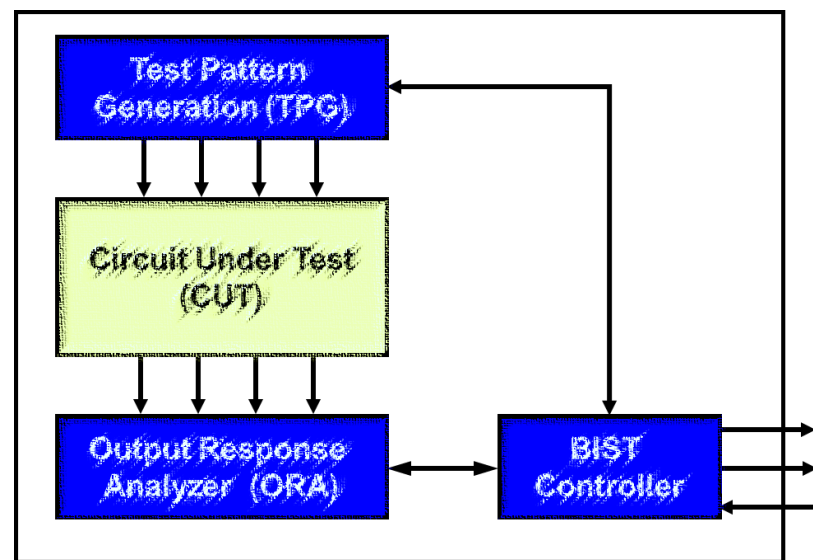 Test Pattern
Generation (TPG)
Circuit Under Test
(CUT)
Output Response
Analyzer (ORA)
BIST
Controller